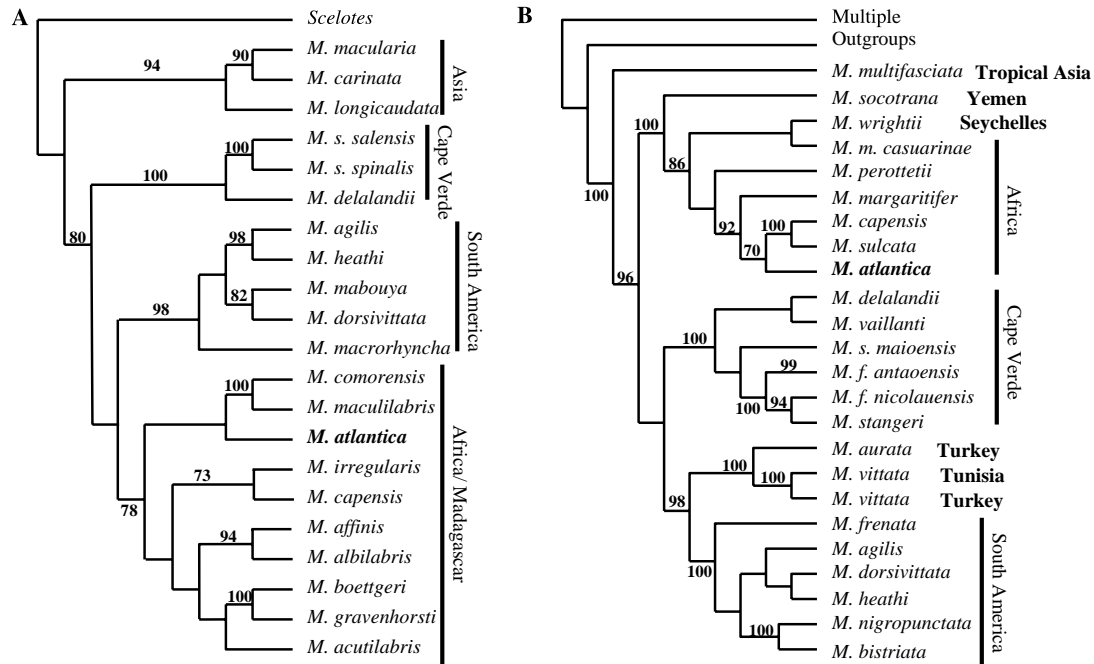 A
Scelotes
M. macularia
90
94
M. carinata
M. longicaudata
Asia
M. s. salensis
100
M. s. spinalis
100
M. delalandii
Cape Verde
80
M. agilis
98
M. heathi
M. mabouya
82
98
M. dorsivittata
M. macrorhyncha
South America
M. comorensis
100
M. maculilabris
M. atlantica
M. irregularis
73
M. capensis
78
M. affinis
94
M. albilabris
M. boettgeri
100
M. gravenhorsti
M. acutilabris
Africa/ Madagascar
B
Multiple
Outgroups
M. multifasciata Tropical Asia
100
M. socotrana Yemen
100
M. wrightii Seychelles
M. m. casuarinae
86
M. perottetii
M. margaritifer
92
M. capensis
100
M. sulcata
70
M. atlantica
Africa
96
M. delalandii
M. vaillanti
100
M. s. maioensis
M. f. antaoensis
99
M. f. nicolauensis
100
94
M. stangeri
Cape Verde
M. aurata Turkey
100
M. vittata Tunisia
100
M. vittata Turkey
98
M. frenata
M. agilis
100
M. dorsivittata
M. heathi
M. nigropunctata
100
M. bistriata
South America